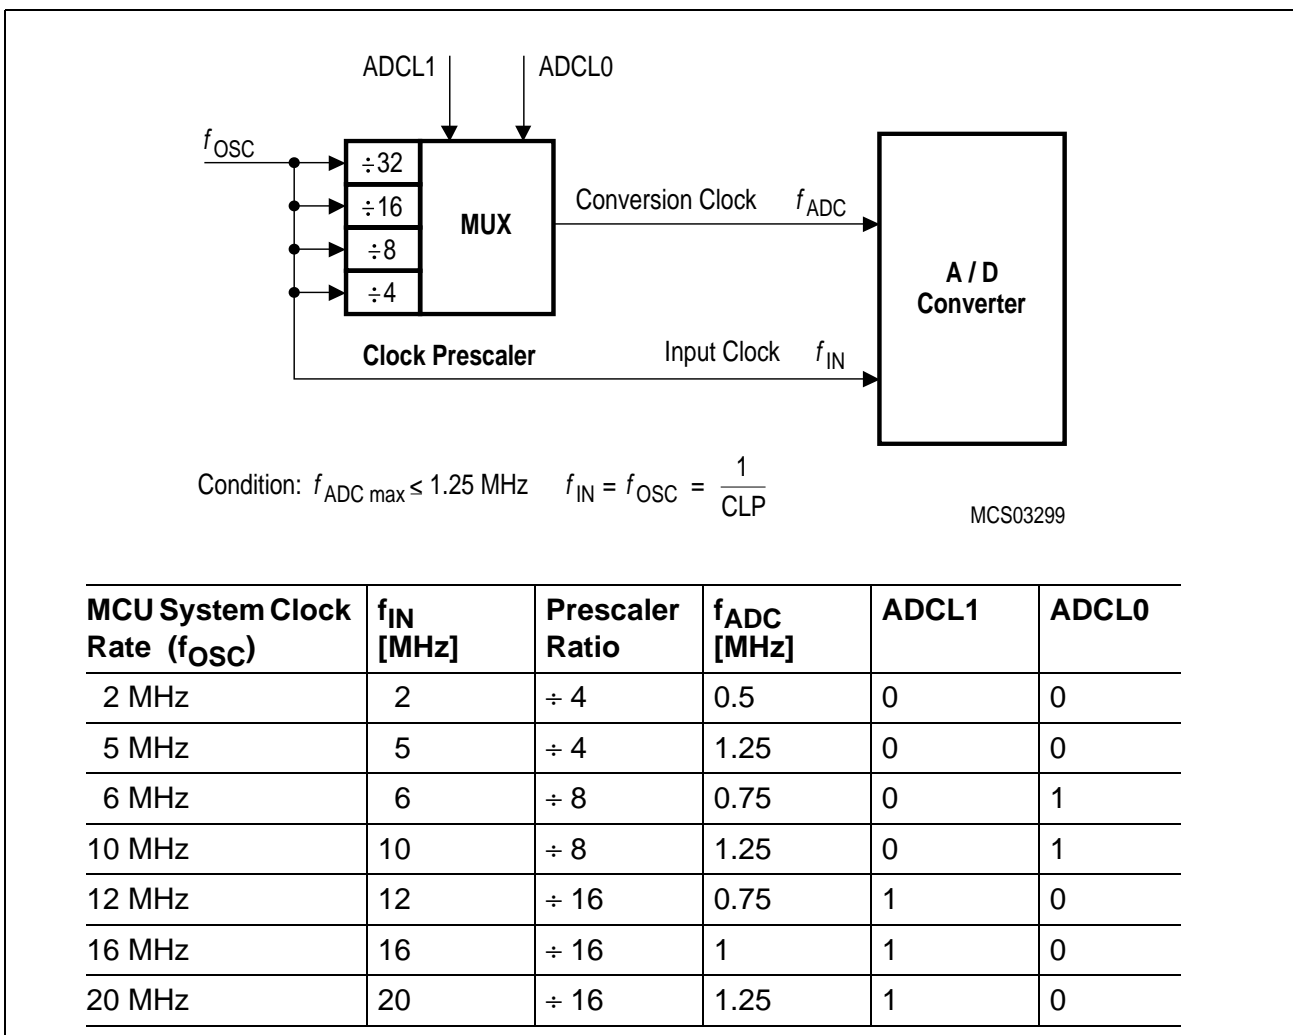 ADCL1 ADCL0
fOSC
÷32
÷16
÷8
÷4
MUX
Conversion Clock fADC
A / D
Converter
Clock Prescaler
Input Clock fIN
Condition: fADC max ≤ 1.25 MHz fIN = fOSC = 1/CLP
MCS03299
MCU System Clock Rate (fOSC) fIN [MHz] Prescaler Ratio fADC [MHz] ADCL1 ADCL0
2 MHz 2 ÷ 4 0.5 0 0
5 MHz 5 ÷ 4 1.25 0 0
6 MHz 6 ÷ 8 0.75 0 1
10 MHz 10 ÷ 8 1.25 0 1
12 MHz 12 ÷ 16 0.75 1 0
16 MHz 16 ÷ 16 1 1 0
20 MHz 20 ÷ 16 1.25 1 0